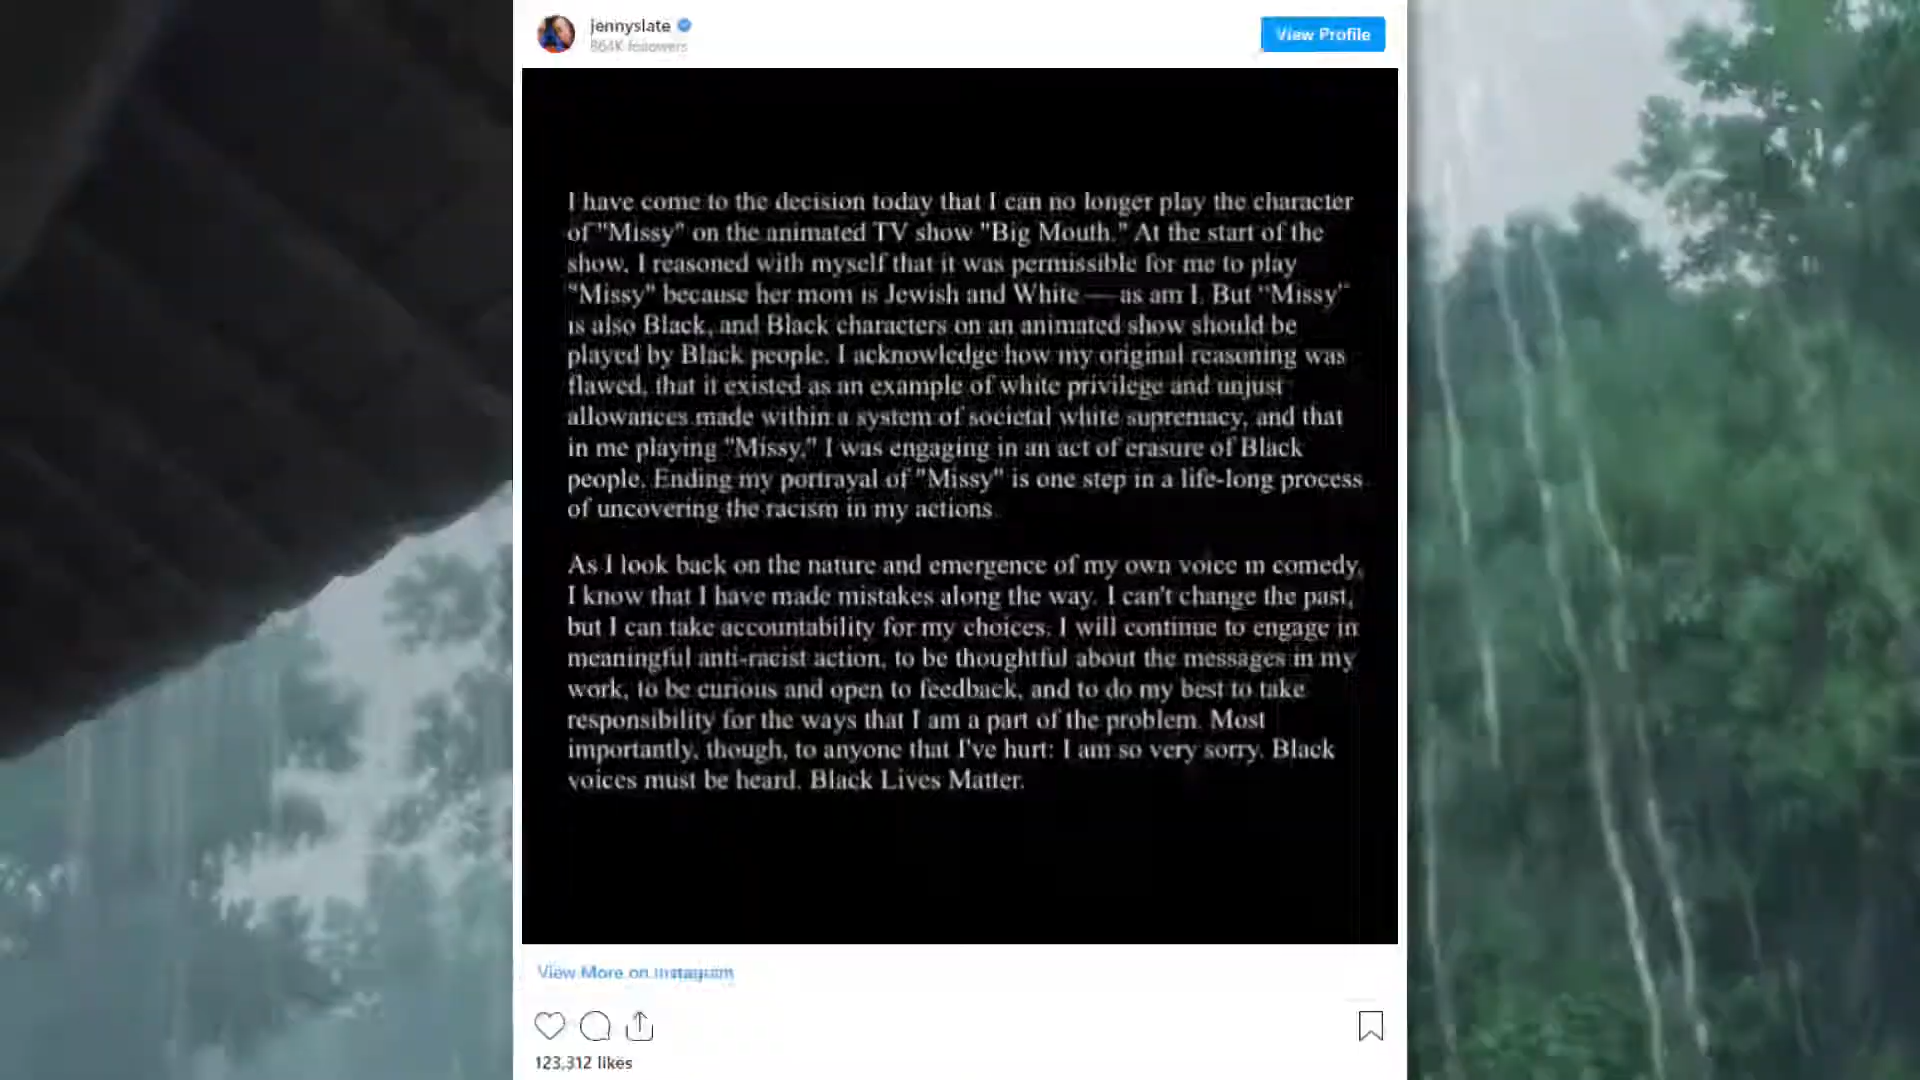 jennyslate
864K followers
View Profile
I have come to the decision today that I can no longer play the character
of "Missy" on the animated TV show "Big Mouth." At the start of the
show, I reasoned with myself that it was permissible for me to play
"Missy" because her mom is Jewish and White — as am I. But "Missy"
is also Black, and Black characters on an animated show should be
played by Black people. I acknowledge how my original reasoning was
flawed, that it existed as an example of white privilege and unjust
allowances made within a system of societal white supremacy, and that
in me playing "Missy," I was engaging in an act of erasure of Black
people. Ending my portrayal of "Missy" is one step in a life-long process
of uncovering the racism in my actions.
As I look back on the nature and emergence of my own voice in comedy,
I know that I have made mistakes along the way. I can't change the past,
but I can take accountability for my choices. I will continue to engage in
meaningful anti-racist action, to be thoughtful about the messages in my
work, to be curious and open to feedback, and to do my best to take
responsibility for the ways that I am a part of the problem. Most
importantly, though, to anyone that I've hurt: I am so very sorry. Black
voices must be heard. Black Lives Matter.
View More on Instagram
123,312 likes